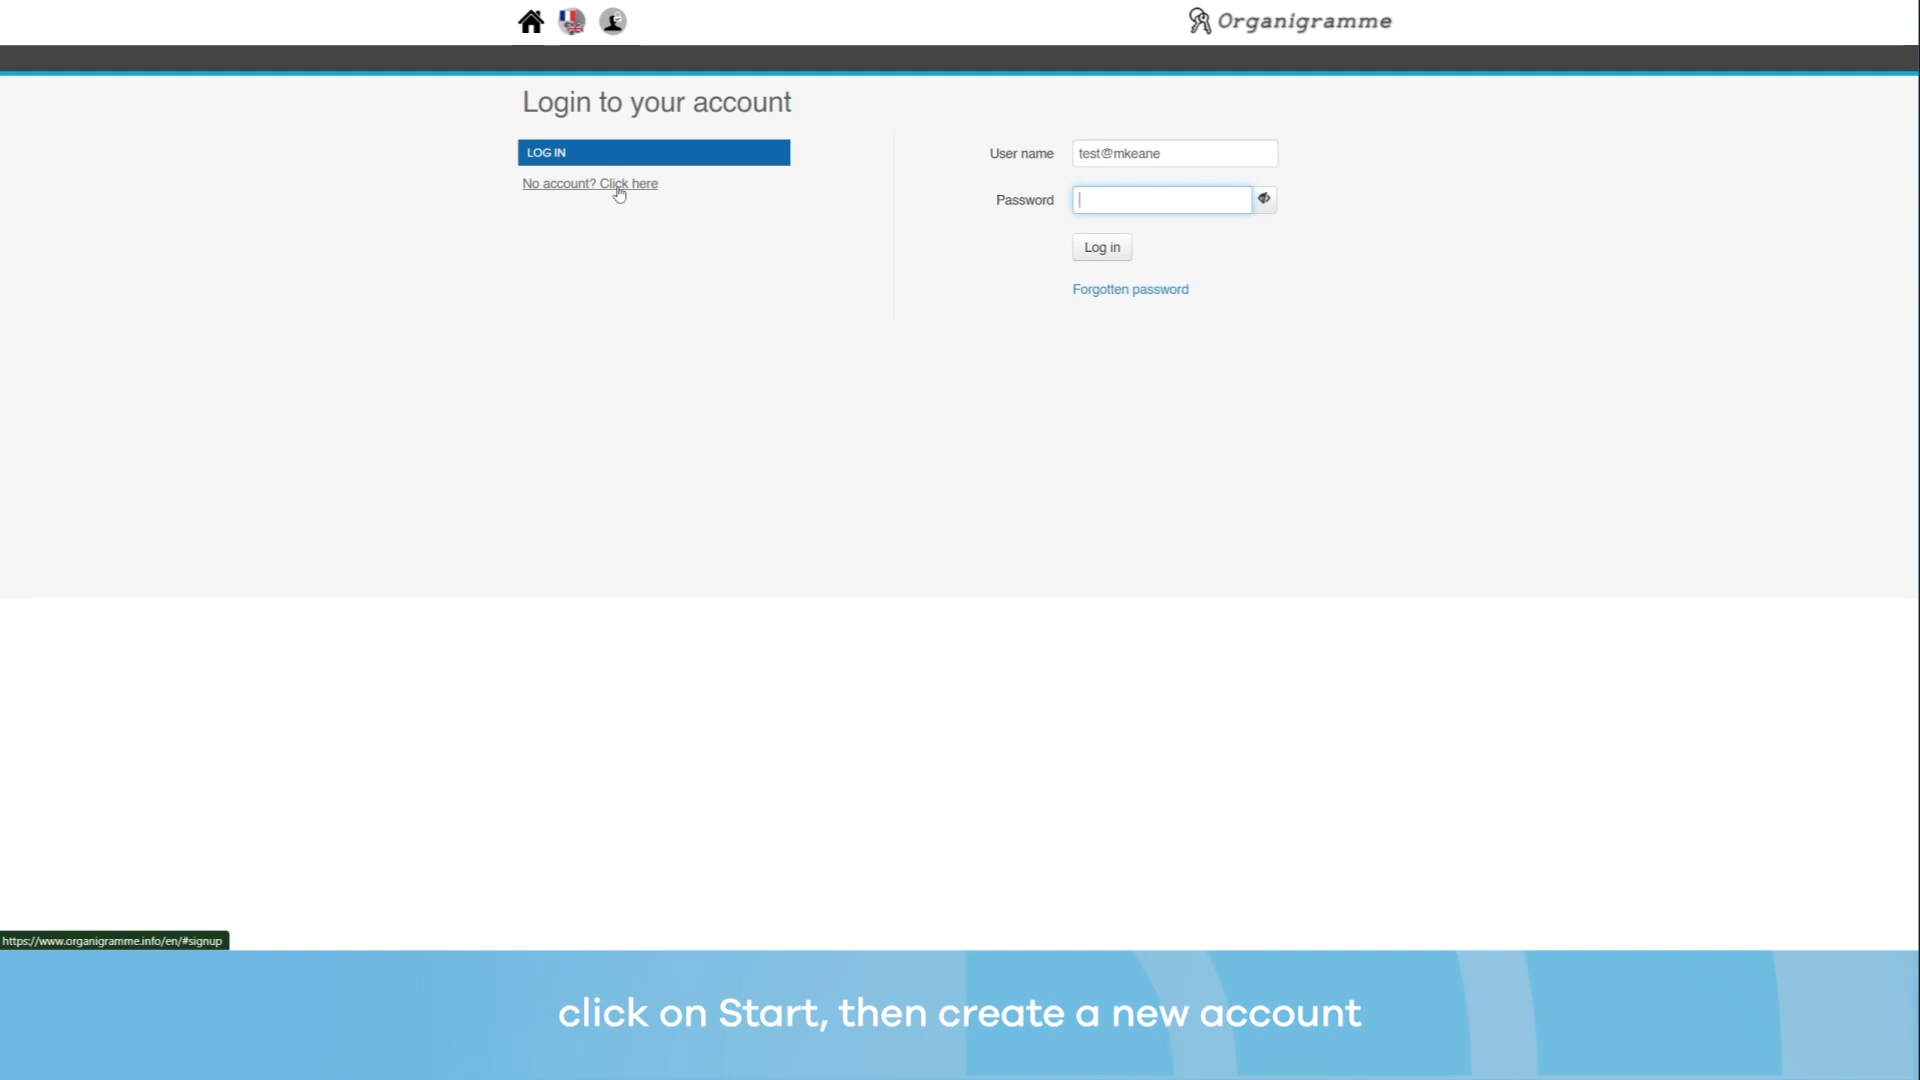 Organigramme
Login to your account
LOG IN
No account? Click here
User name
test@mkeane
Password
Log in
Forgotten password
https://www.organigramme.info/en/#signup
click on Start, then create a new account